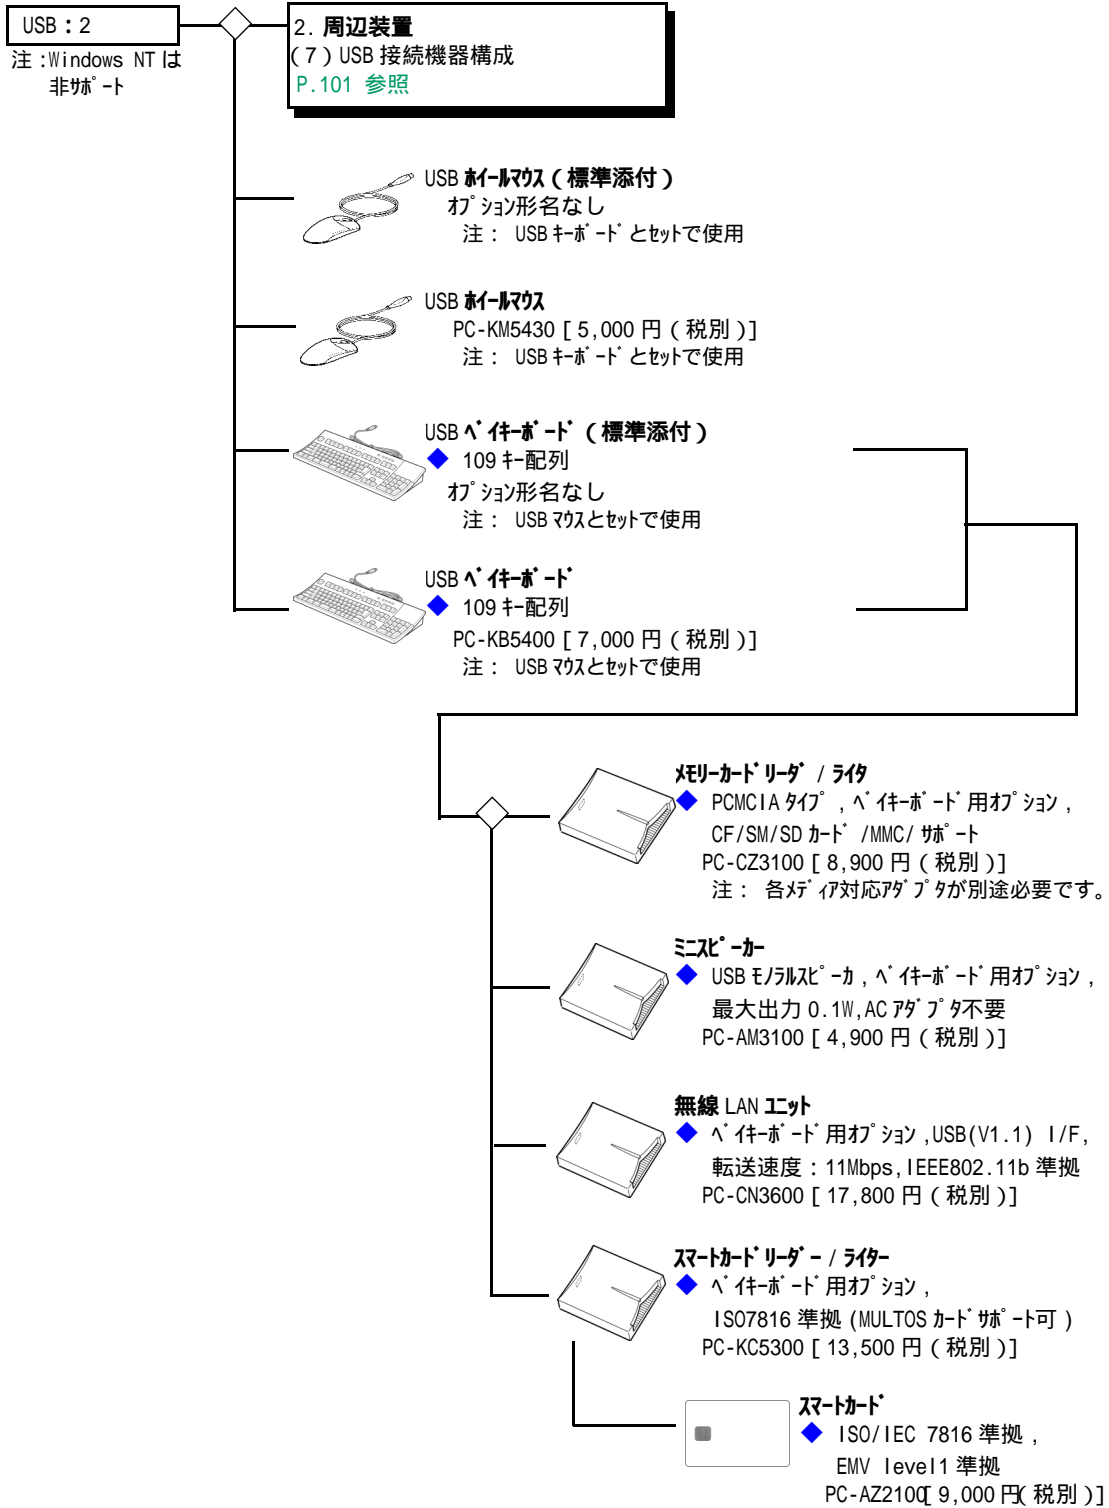 USB：2
注：Windows NT は
非ｻﾎﾟｰﾄ
2. 周辺装置
（7）USB 接続機器構成
P.101 参照
USB ﾎｲｰﾙﾏｳｽ（標準添付）
ｵﾌﾟｼｮﾝ形名なし
注： USB ｷｰﾎﾞｰﾄﾞとｾｯﾄで使用
USB ﾎｲｰﾙﾏｳｽ
PC-KM5430［5,000 円（税別）］
注： USB ｷｰﾎﾞｰﾄﾞとｾｯﾄで使用
USB ﾍﾞｲｷｰﾎﾞｰﾄﾞ（標準添付）
◆ 109 ｷｰ配列
ｵﾌﾟｼｮﾝ形名なし
注： USB ﾏｳｽとｾｯﾄで使用
USB ﾍﾞｲｷｰﾎﾞｰﾄﾞ
◆ 109 ｷｰ配列
PC-KB5400［7,000 円（税別）］
注： USB ﾏｳｽとｾｯﾄで使用
ﾒﾓﾘｰｶｰﾄﾞﾘｰﾀﾞ / ﾗｲﾀ
◆ PCMCIA ﾀｲﾌﾟ，ﾍﾞｲｷｰﾎﾞｰﾄﾞ用ｵﾌﾟｼｮﾝ，
CF/SM/SD ｶｰﾄﾞ/MMC/ ｻﾎﾟｰﾄ
PC-CZ3100［8,900 円（税別）］
注： 各ﾒﾃﾞｨｱ対応ｱﾀﾞﾌﾟﾀが別途必要です。
ﾐﾆｽﾋﾟｰｶｰ
◆ USB ﾓﾉﾗﾙｽﾋﾟｰｶ，ﾍﾞｲｷｰﾎﾞｰﾄﾞ用ｵﾌﾟｼｮﾝ，
最大出力 0.1W,AC ｱﾀﾞﾌﾟﾀ不要
PC-AM3100［4,900 円（税別）］
無線 LAN ﾕﾆｯﾄ
◆ ﾍﾞｲｷｰﾎﾞｰﾄﾞ用ｵﾌﾟｼｮﾝ,USB(V1.1) I/F,
転送速度：11Mbps,IEEE802.11b 準拠
PC-CN3600［17,800 円（税別）］
ｽﾏｰﾄｶｰﾄﾞﾘｰﾀﾞｰ / ﾗｲﾀｰ
◆ ﾍﾞｲｷｰﾎﾞｰﾄﾞ用ｵﾌﾟｼｮﾝ，
ISO7816 準拠（MULTOS ｶｰﾄﾞｻﾎﾟｰﾄ可）
PC-KC5300［13,500 円（税別）］
ｽﾏｰﾄｶｰﾄﾞ
◆ ISO/IEC 7816 準拠，
EMV level1 準拠
PC-AZ2100［9,000 円（税別）］